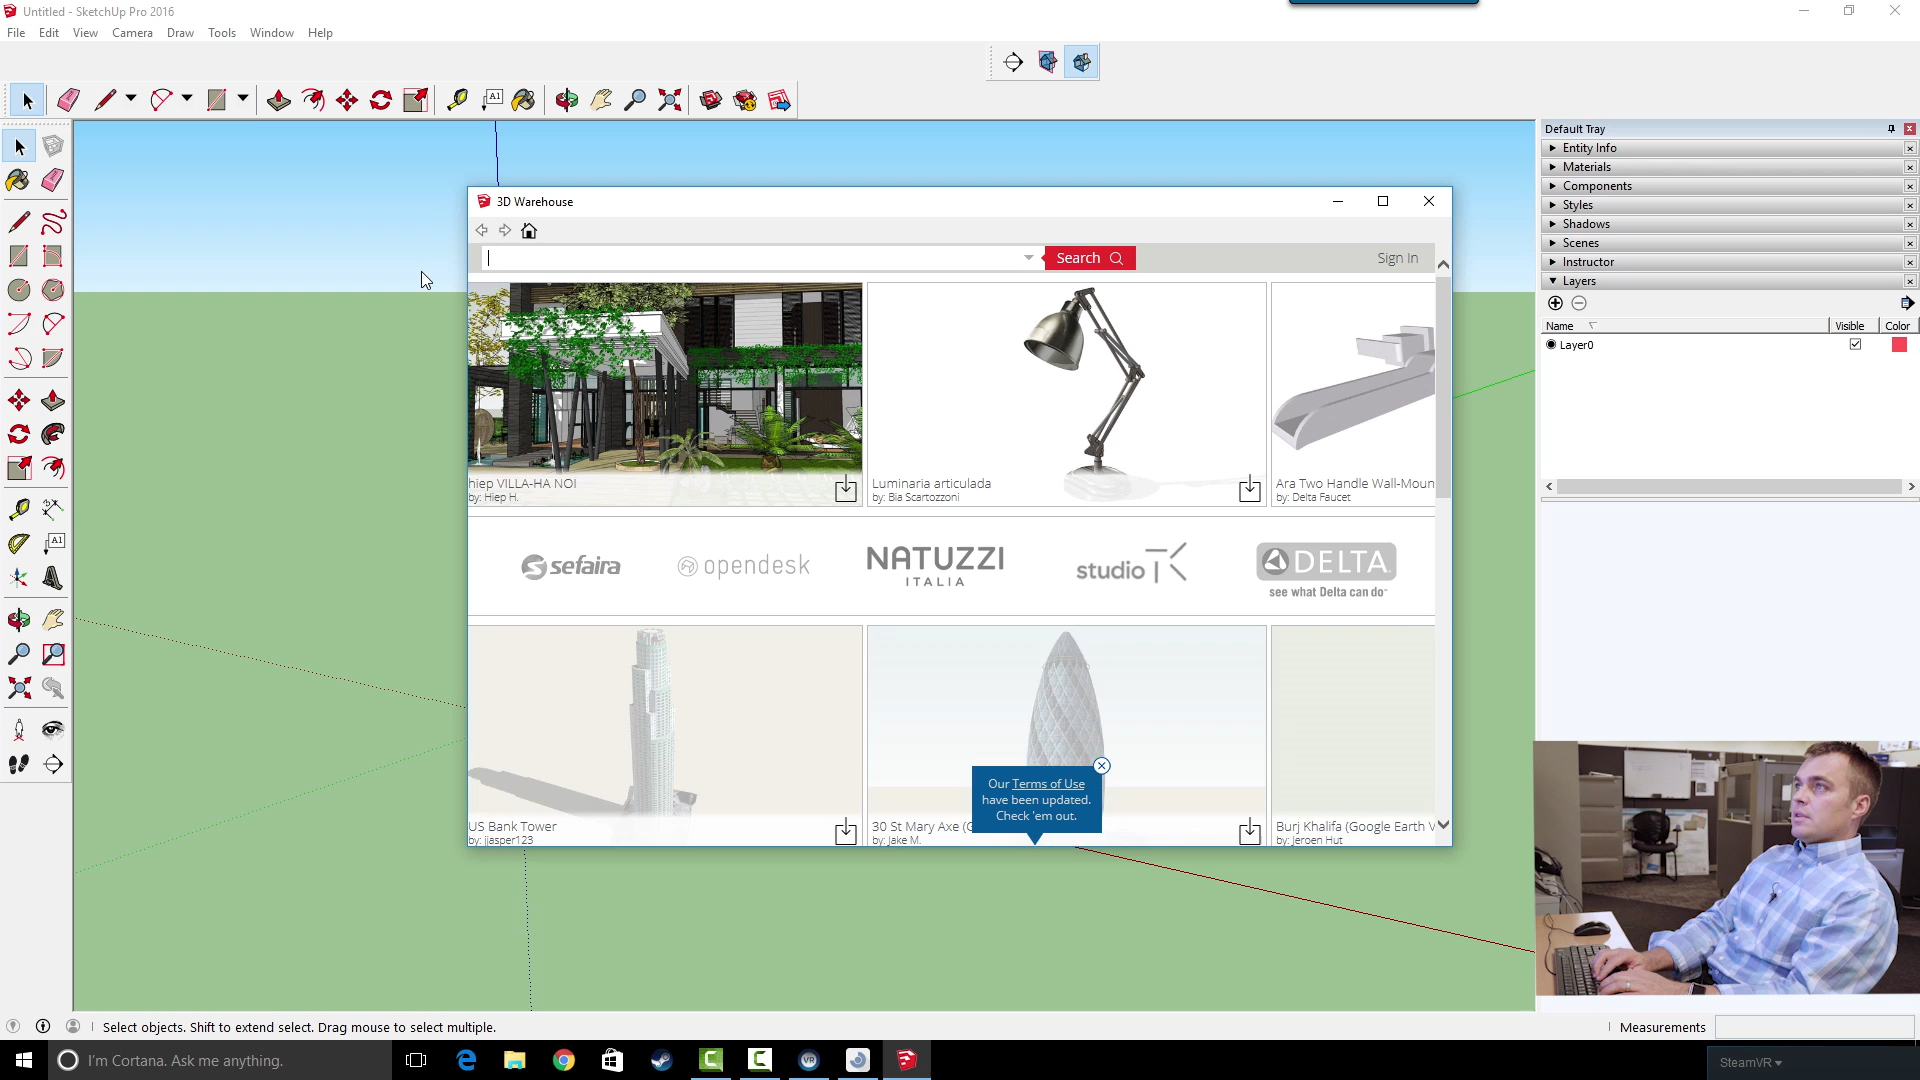 Untitled - SketchUp Pro 2016
File Edit View Camera Draw Tools Window Help
A1
Default Tray
Entity Info
Materials
Components
Styles
Shadows
Scenes
Instructor
Layers
Name Visible Color
Layer0
A1
3D Warehouse
Search
Sign In
hiep VILLA-HA NOI
by: Hiep H.
Luminaria articulada
by: Bia Scartozzoni
Ara Two Handle Wall-Moun
by: Delta Faucet
sefaira
opendesk
NATUZZI
ITALIA
studio TK
DELTA
see what Delta can do
US Bank Tower
by: jjasper123
30 St Mary Axe (G
by: Jake M.
Burj Khalifa (Google Earth V
by: Jeroen Hut
Our Terms of Use
have been updated.
Check 'em out.
Select objects. Shift to extend select. Drag mouse to select multiple.
Measurements
I'm Cortana. Ask me anything.
VR
SteamVR